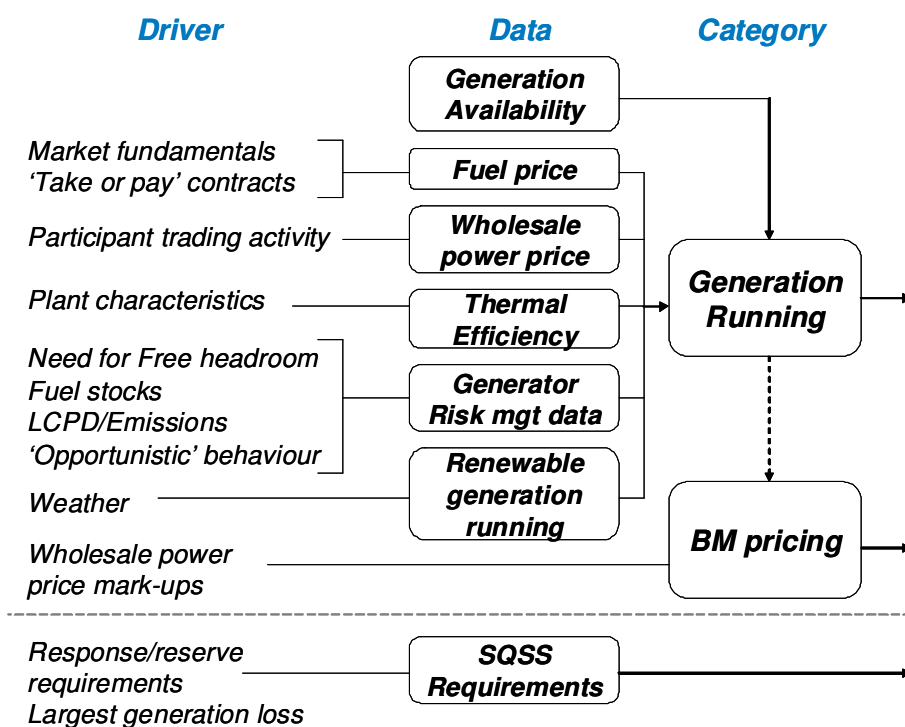 Driver
Data
Category
Generation
Availability
Market fundamentals
‘Take or pay’ contracts
Fuel price
Participant trading activity
Wholesale
power price
Plant characteristics
Thermal
Efficiency
Generation
Running
Need for Free headroom
Fuel stocks
LCPD/Emissions
‘Opportunistic’ behaviour
Generator
Risk mgt data
Weather
Renewable
generation
running
Wholesale power
price mark-ups
BM pricing
Response/reserve
requirements
Largest generation loss
SQSS
Requirements